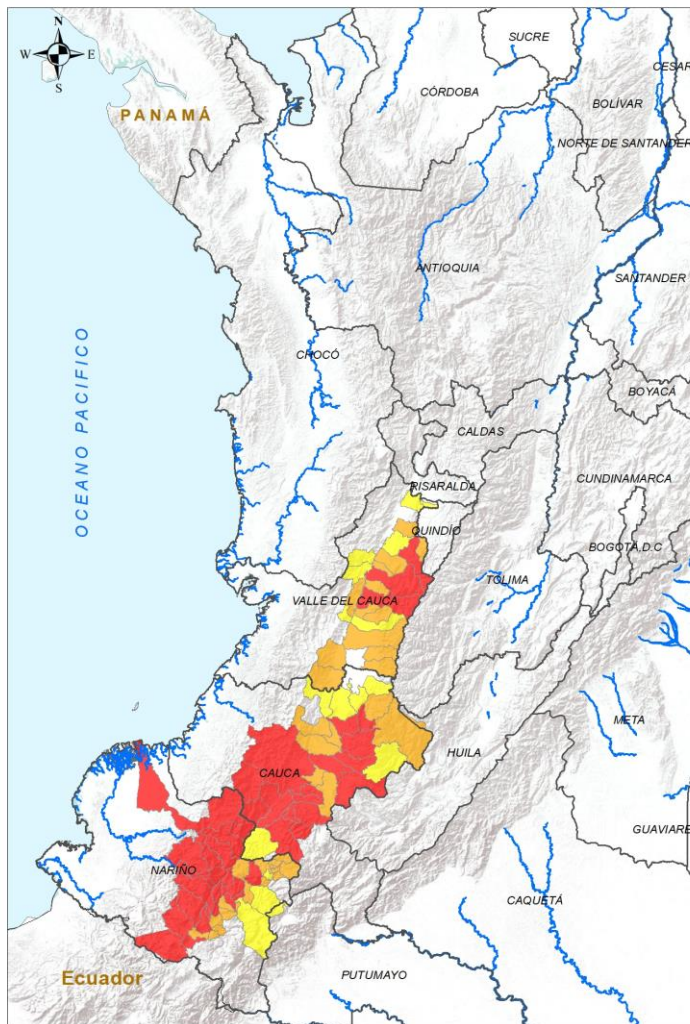 N
W E
S
SUCRE
CESAR
CÓRDOBA
BOLÍVAR
PANAMÁ
NORTE DE SANTANDER
ANTIOQUIA
SANTANDER
OCEANO PACIFICO
CHOCÓ
BOYACÁ
CALDAS
CUNDINAMARCA
RISARALDA
QUINDÍO
BOGOTÁ,D.C
TOLIMA
VALLE DEL CAUCA
META
HUILA
CAUCA
GUAVIARE
NARIÑO
CAQUETÁ
Ecuador
PUTUMAYO